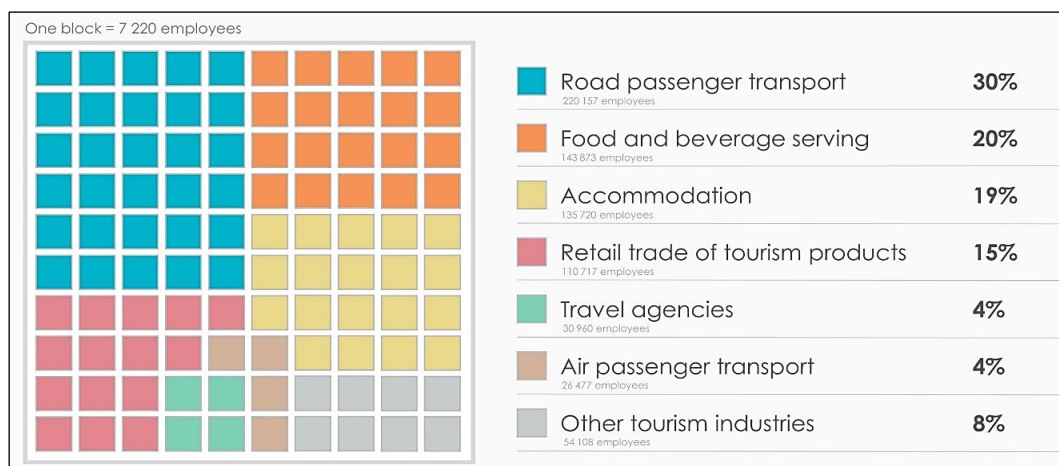 One block = 7 220 employees
Road passenger transport 30%
220 157 employees
Food and beverage serving 20%
143 873 employees
Accommodation 19%
135 720 employees
Retail trade of tourism products 15%
110 717 employees
Travel agencies 4%
30 960 employees
Air passenger transport 4%
26 477 employees
Other tourism industries 8%
54 108 employees